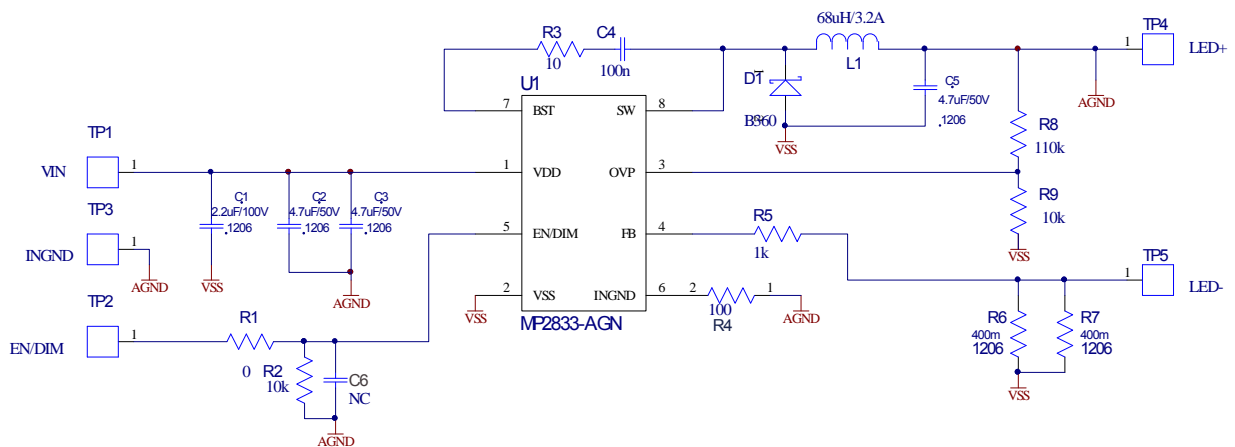 68uH/3.2A
L1
R3
10
C4
100n
TP4
1
LED+
AGND
D1
B360
VSS
C5
4.7uF/50V
.1206
R8
110k
R9
10k
VSS
U1
7
BST
SW
8
1
VDD
OVP
3
5
EN/DIM
FB
4
2
VSS
INGND
6
MP2833-AGN
VSS
TP1
VIN
1
TP3
INGND
1
AGND
C1
2.2uF/100V
.1206
VSS
C2
4.7uF/50V
.1206
C3
4.7uF/50V
.1206
AGND
TP2
EN/DIM
1
R1
0
R2
10k
C6
NC
AGND
R5
1k
2
1
100
R4
AGND
TP5
1
LED-
R6
400m
1206
R7
400m
1206
VSS